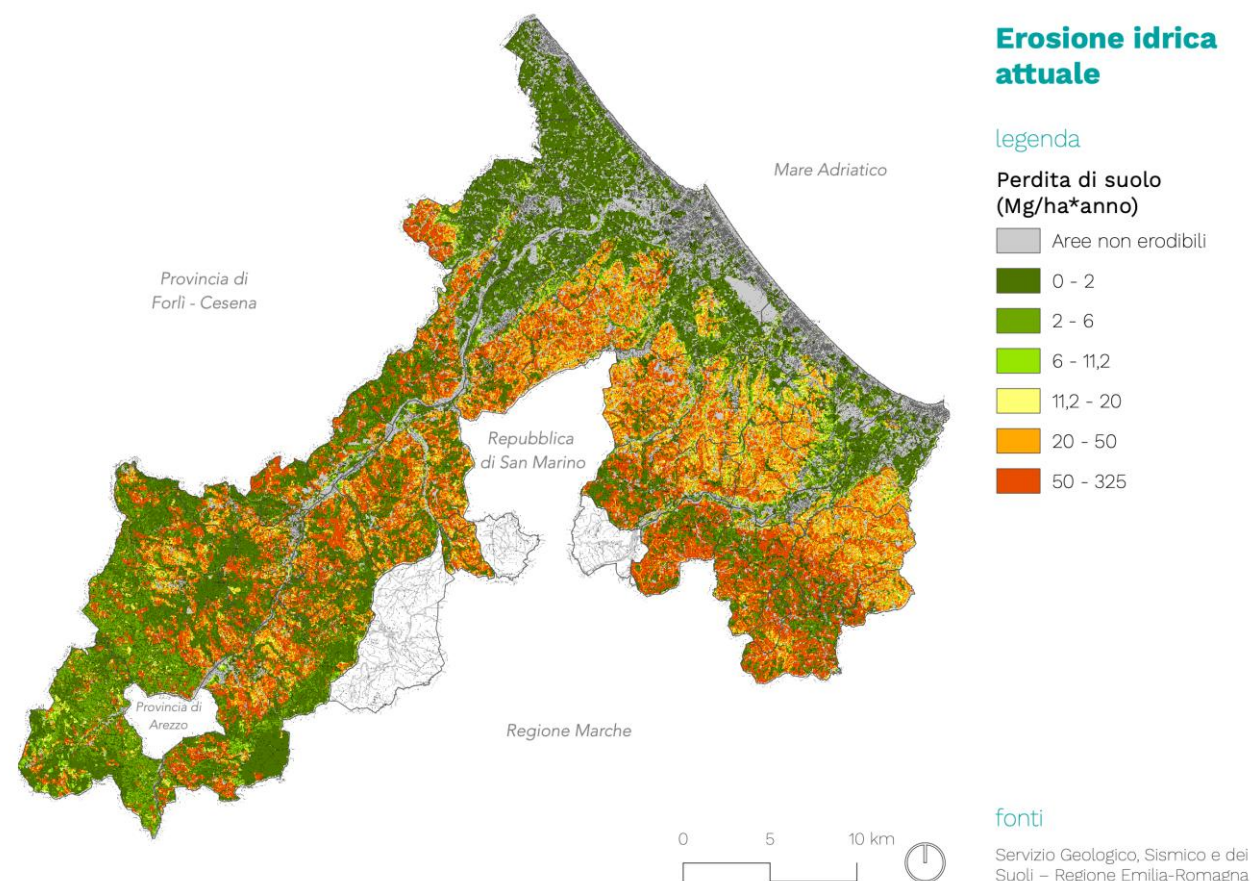 Erosione idrica
attuale
legenda
Perdita di suolo
(Mg/ha*anno)
Aree non erodibili
0 - 2
2 - 6
6 - 11,2
11,2 - 20
20 - 50
50 - 325
Mare Adriatico
Provincia di
Forlì - Cesena
Repubblica
di San Marino
Provincia di
Arezzo
Regione Marche
0 5 10 km
fonti
Servizio Geologico, Sismico e dei
Suoli – Regione Emilia-Romagna